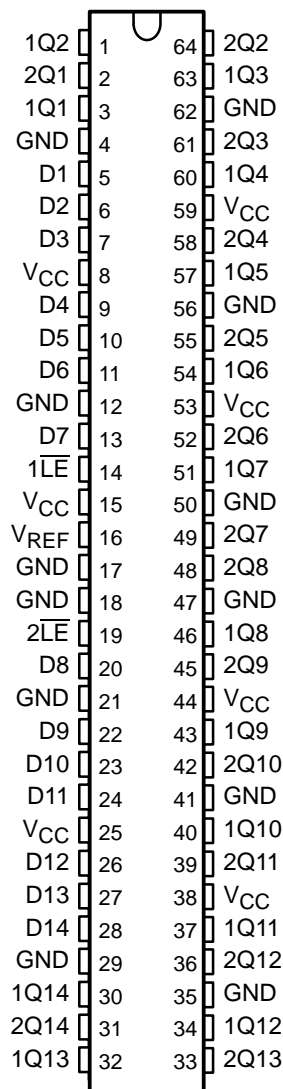 1Q2 1 64 2Q2
2Q1 2 63 1Q3
1Q1 3 62 GND
GND 4 61 2Q3
D1 5 60 1Q4
D2 6 59 VCC
D3 7 58 2Q4
VCC 8 57 1Q5
D4 9 56 GND
D5 10 55 2Q5
D6 11 54 1Q6
GND 12 53 VCC
D7 13 52 2Q6
1L̅E̅ 14 51 1Q7
VCC 15 50 GND
VREF 16 49 2Q7
GND 17 48 2Q8
GND 18 47 GND
2L̅E̅ 19 46 1Q8
D8 20 45 2Q9
GND 21 44 VCC
D9 22 43 1Q9
D10 23 42 2Q10
D11 24 41 GND
VCC 25 40 1Q10
D12 26 39 2Q11
D13 27 38 VCC
D14 28 37 1Q11
GND 29 36 2Q12
1Q14 30 35 GND
2Q14 31 34 1Q12
1Q13 32 33 2Q13